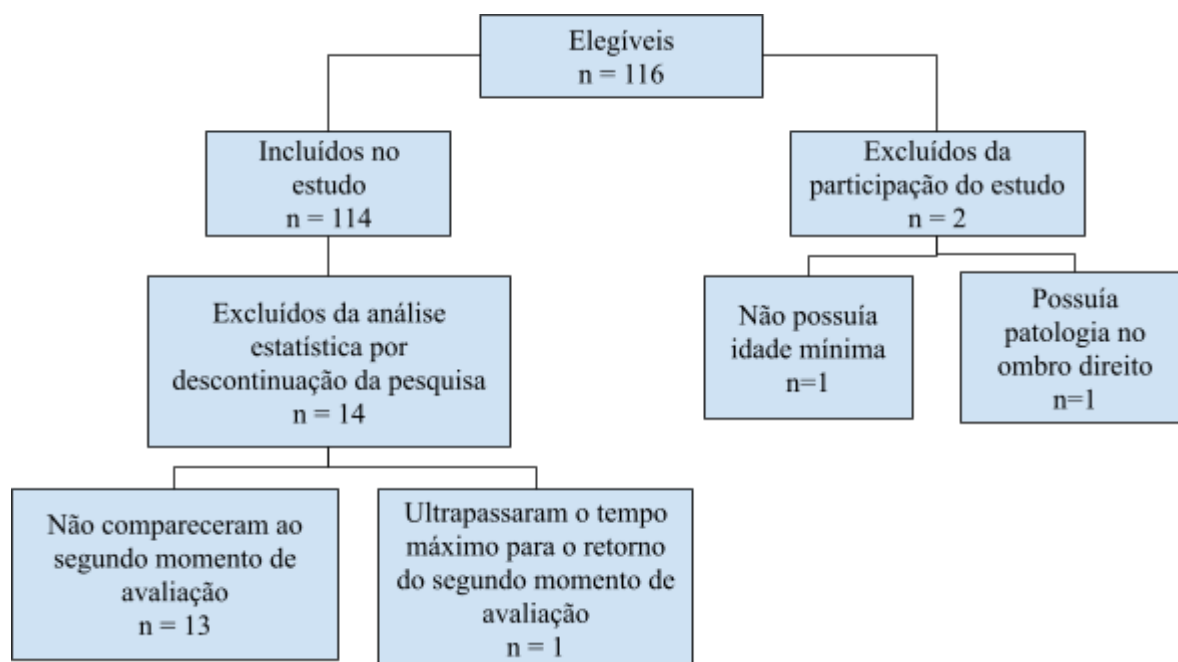 Elegíveis
n = 116
Incluídos no
estudo
n = 114
Excluídos da
participação do estudo
n = 2
Excluídos da análise
estatística por
descontinuação da pesquisa
n = 14
Não possuía
idade mínima
n=1
Possuía
patologia no
ombro direito
n=1
Não compareceram ao
segundo momento de
avaliação
n = 13
Ultrapassaram o tempo
máximo para o retorno
do segundo momento de
avaliação
n = 1